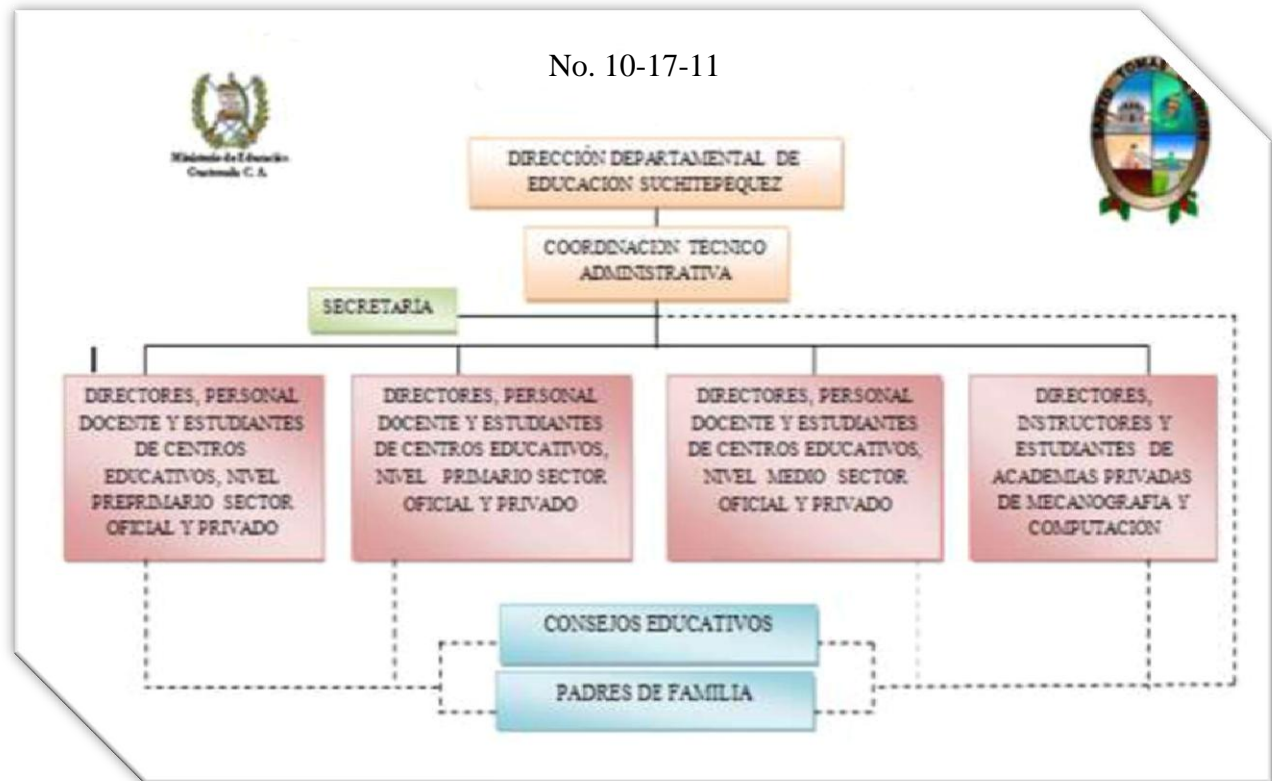 No. 10-17-11
Ministerio de Educación
Guatemala C. A.
SANTO TOMAS
DIRECCIÓN DEPARTAMENTAL DE
EDUCACION SUCHITEPEQUEZ
COORDINACION TECNICO
ADMINISTRATIVA
SECRETARIA
DIRECTORES, PERSONAL
DOCENTE Y ESTUDIANTES
DE CENTROS
EDUCATIVOS, NIVEL
PREPRIMARIO SECTOR
OFICIAL Y PRIVADO
DIRECTORES, PERSONAL
DOCENTE Y ESTUDIANTES
DE CENTROS EDUCATIVOS,
NIVEL PRIMARIO SECTOR
OFICIAL Y PRIVADO
DIRECTORES, PERSONAL
DOCENTE Y ESTUDIANTES
DE CENTROS EDUCATIVOS,
NIVEL MEDIO SECTOR
OFICIAL Y PRIVADO
DIRECTORES,
INSTRUCTORES Y
ESTUDIANTES DE
ACADEMIAS PRIVADAS
DE MECANOGRAFIA Y
COMPUTACION
CONSEJOS EDUCATIVOS
PADRES DE FAMILIA